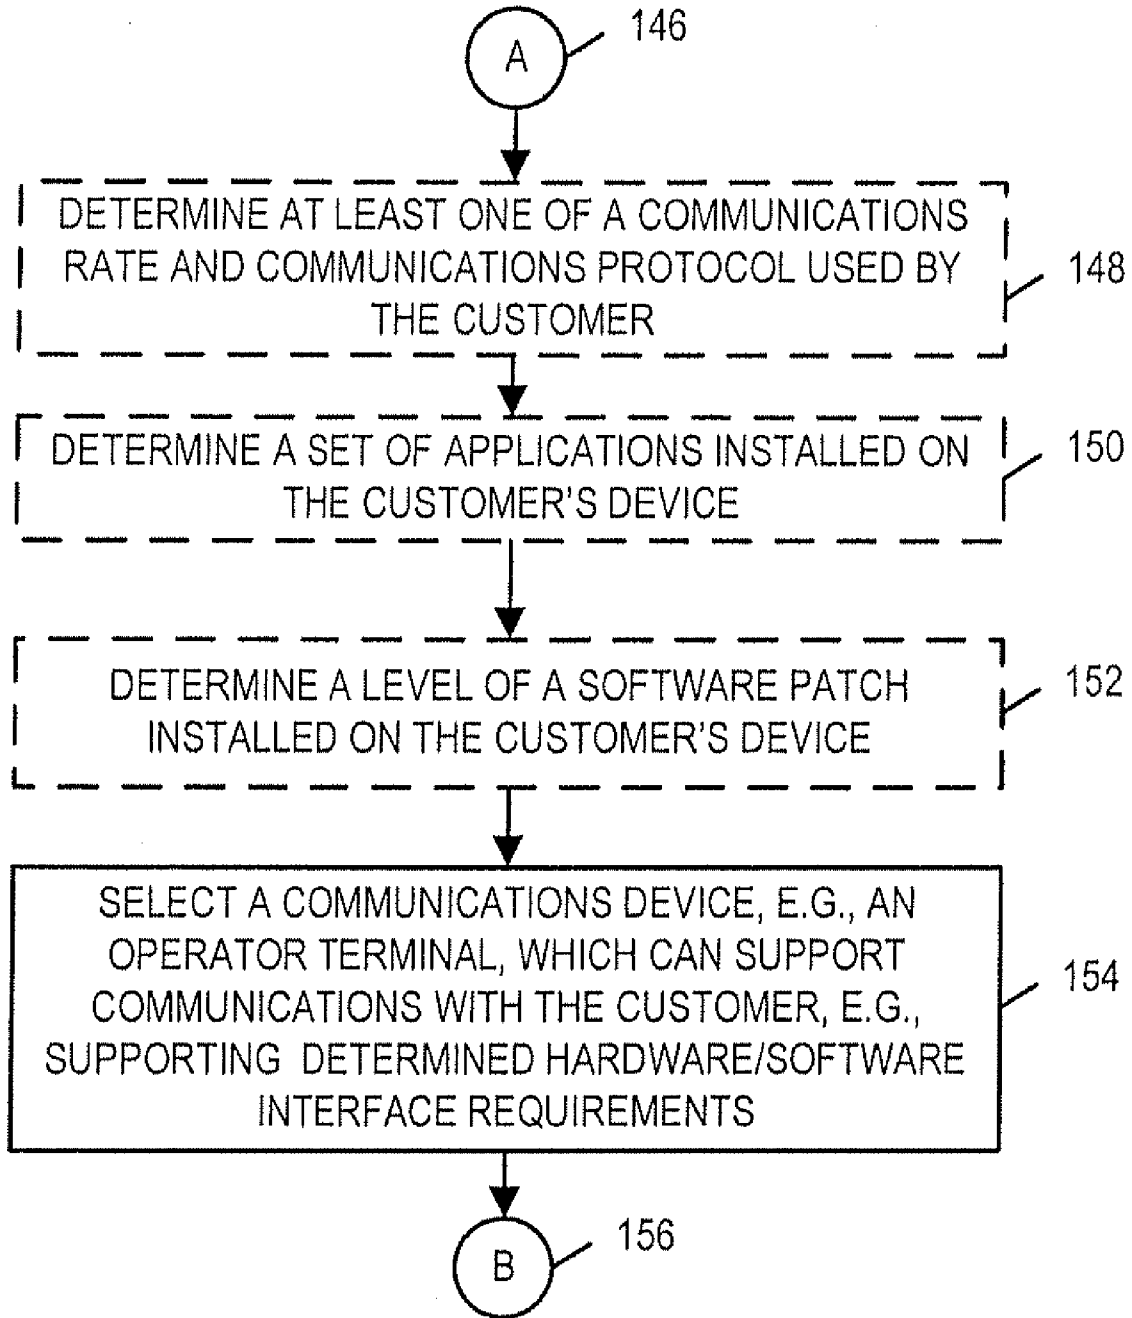 A
146
DETERMINE AT LEAST ONE OF A COMMUNICATIONS
RATE AND COMMUNICATIONS PROTOCOL USED BY
THE CUSTOMER
148
DETERMINE A SET OF APPLICATIONS INSTALLED ON
THE CUSTOMER'S DEVICE
150
DETERMINE A LEVEL OF A SOFTWARE PATCH
INSTALLED ON THE CUSTOMER'S DEVICE
152
SELECT A COMMUNICATIONS DEVICE, E.G., AN
OPERATOR TERMINAL, WHICH CAN SUPPORT
COMMUNICATIONS WITH THE CUSTOMER, E.G.,
SUPPORTING DETERMINED HARDWARE/SOFTWARE
INTERFACE REQUIREMENTS
154
B
156